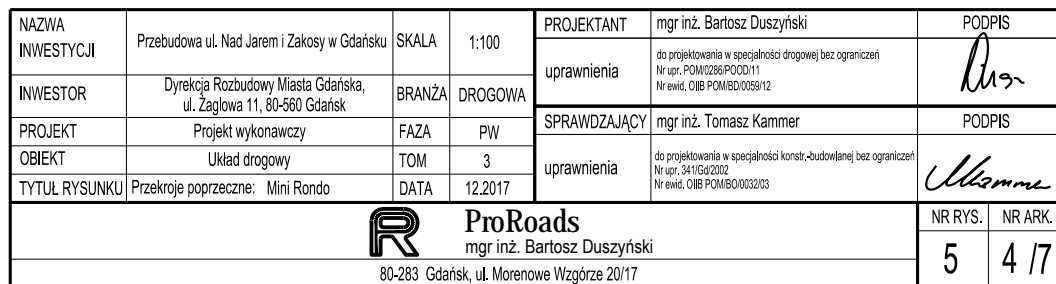 NAZWA INWESTYCJI
Przebudowa ul. Nad Jarem i Zakosy w Gdańsku
SKALA
1:100
INWESTOR
Dyrekcja Rozbudowy Miasta Gdańska,
ul. Żaglowa 11, 80-560 Gdańsk
BRANŻA
DROGOWA
PROJEKT
Projekt wykonawczy
FAZA
PW
OBIEKT
Układ drogowy
TOM
3
TYTUŁ RYSUNKU
Przekroje poprzeczne: Mini Rondo
DATA
12.2017
PROJEKTANT
mgr inż. Bartosz Duszyński
PODPIS
uprawnienia
do projektowania w specjalności drogowej bez ograniczeń
Nr upr. POM/0286/POOD/11
Nr ewid. OIIB POM/BD/0059/12
SPRAWDZAJĄCY
mgr inż. Tomasz Kammer
PODPIS
uprawnienia
do projektowania w specjalności konstr.-budowlanej bez ograniczeń
Nr upr. 341/Gd/2002
Nr ewid. OIIB POM/BO/0032/03
R
ProRoads
mgr inż. Bartosz Duszyński
80-283 Gdańsk, ul. Morenowe Wzgórze 20/17
NR RYS.
5
NR ARK.
4 /7